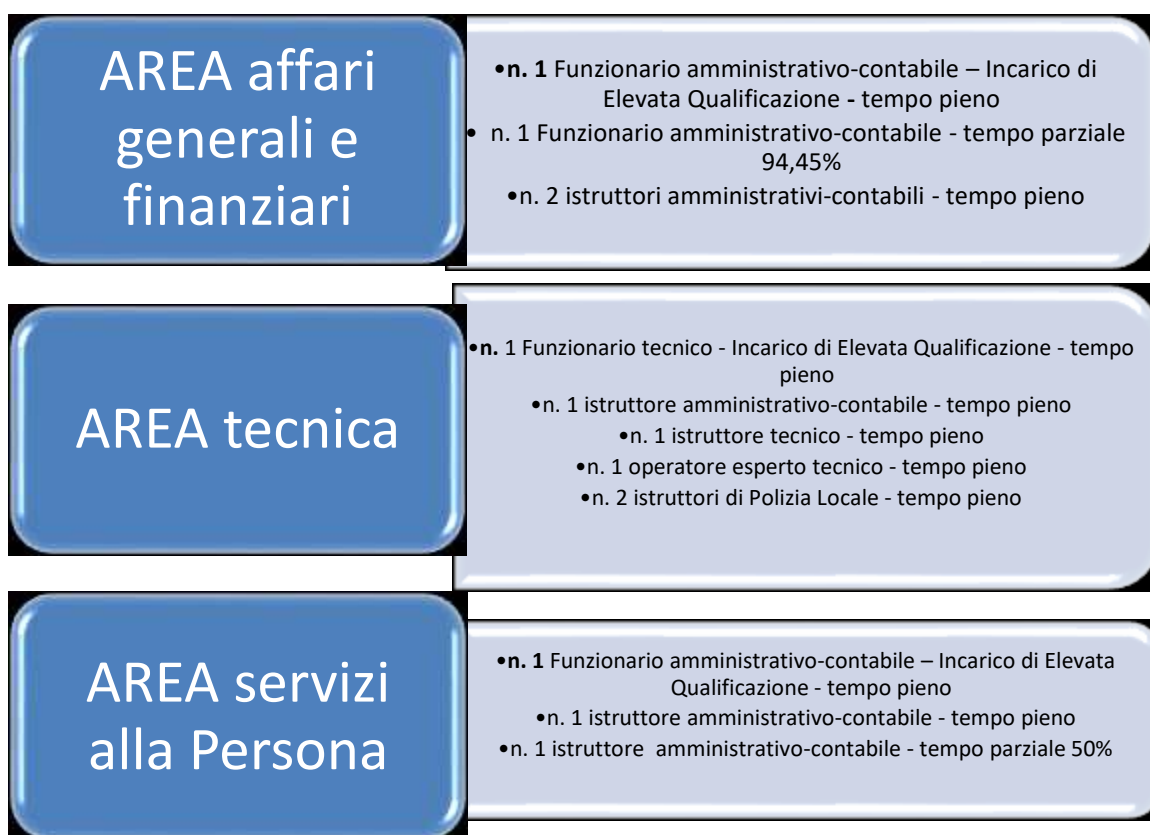 AREA affari
generali e
finanziari
•n. 1 Funzionario amministrativo-contabile – Incarico di
Elevata Qualificazione - tempo pieno
• n. 1 Funzionario amministrativo-contabile - tempo parziale
94,45%
•n. 2 istruttori amministrativi-contabili - tempo pieno
AREA tecnica
•n. 1 Funzionario tecnico - Incarico di Elevata Qualificazione - tempo
pieno
•n. 1 istruttore amministrativo-contabile - tempo pieno
•n. 1 istruttore tecnico - tempo pieno
•n. 1 operatore esperto tecnico - tempo pieno
•n. 2 istruttori di Polizia Locale - tempo pieno
AREA servizi
alla Persona
•n. 1 Funzionario amministrativo-contabile – Incarico di Elevata
Qualificazione - tempo pieno
•n. 1 istruttore amministrativo-contabile - tempo pieno
•n. 1 istruttore  amministrativo-contabile - tempo parziale 50%